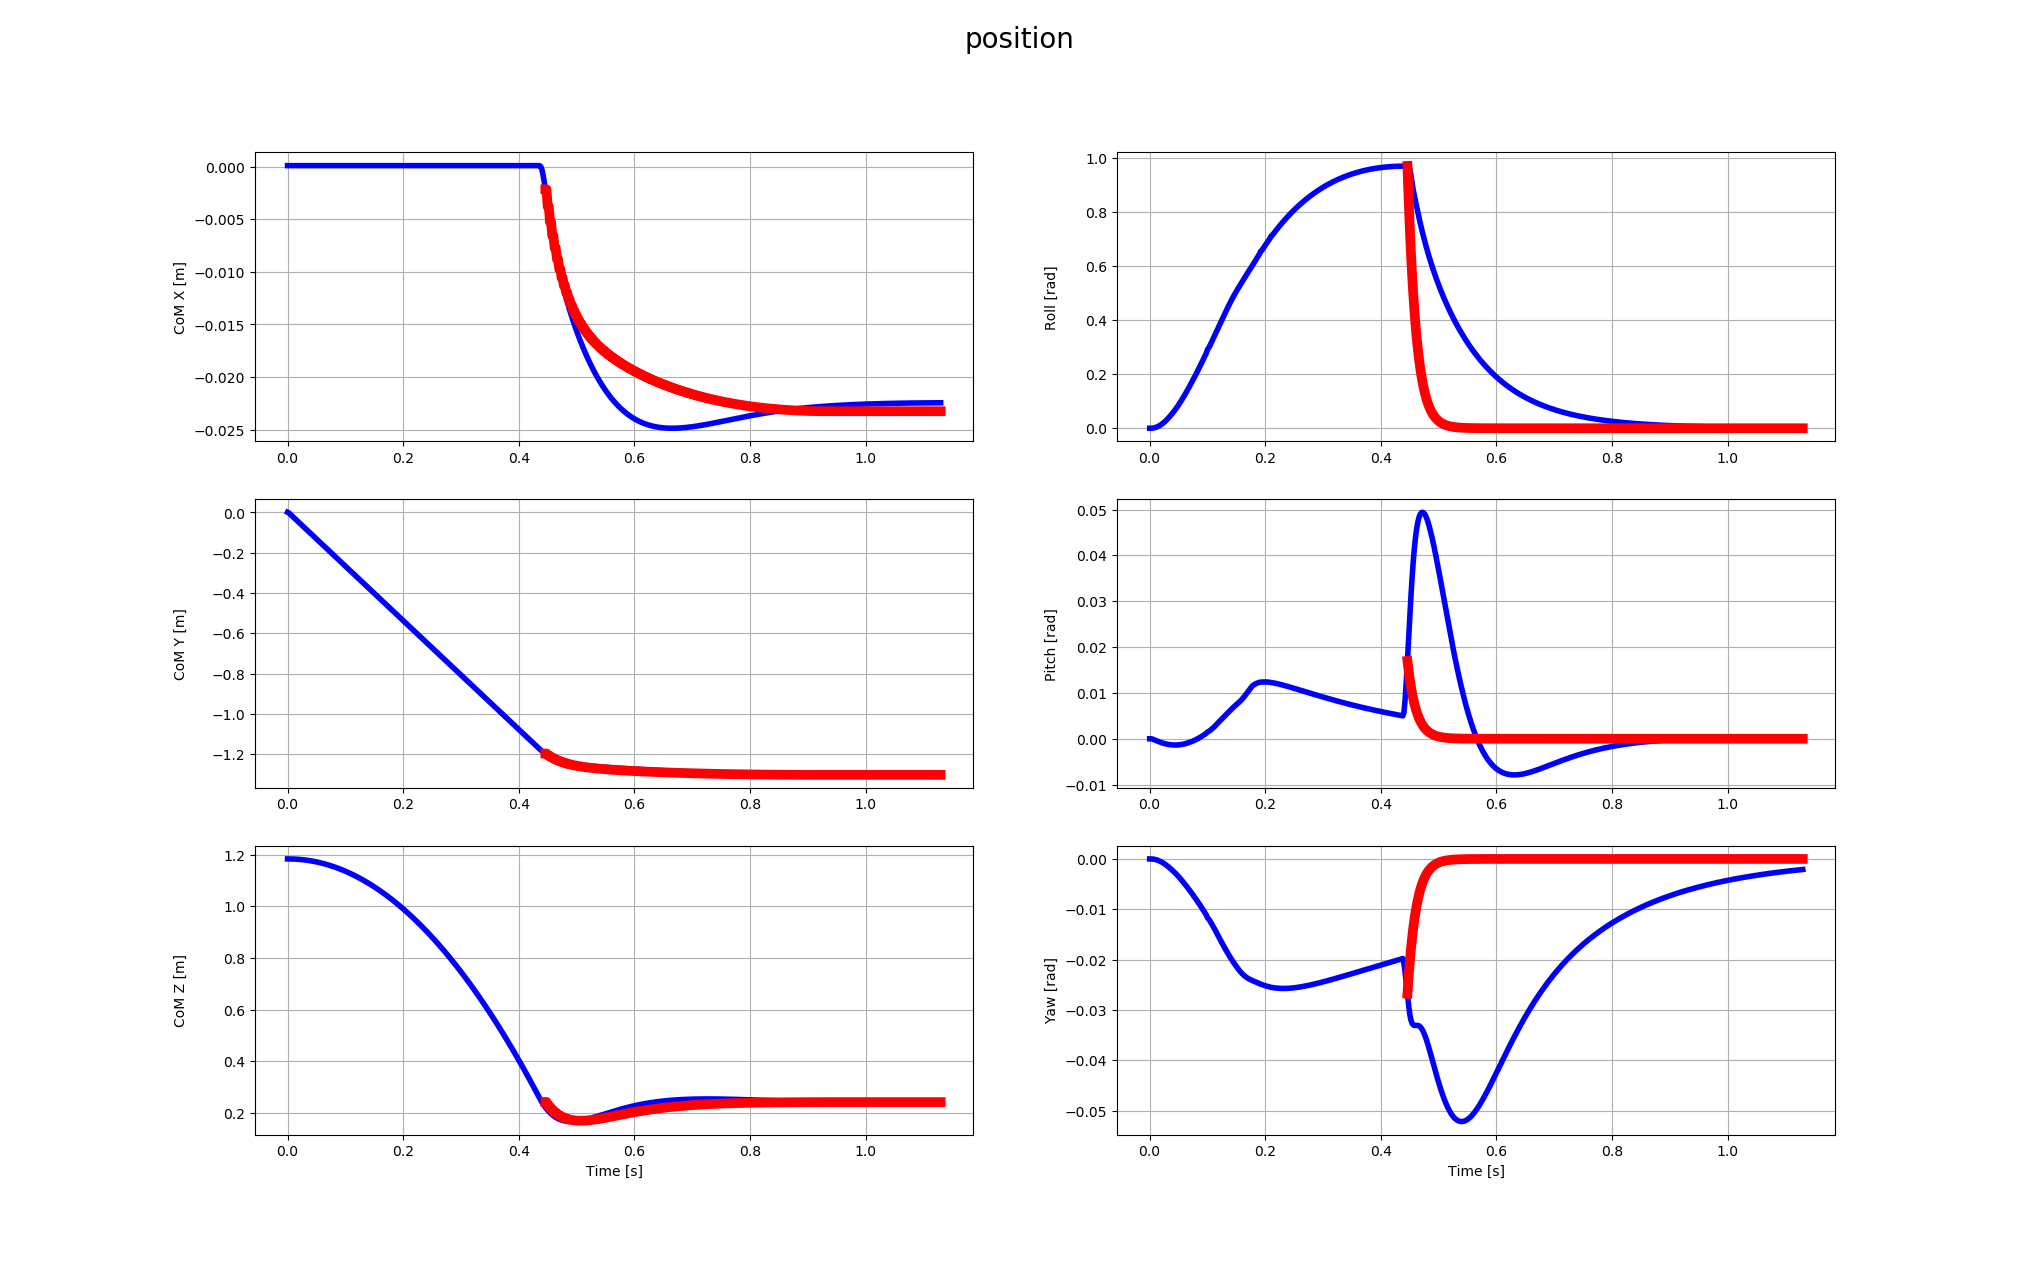 position
0.000
−0.005
−0.010
−0.015
−0.020
−0.025
CoM X [m]
0.0 0.2 0.4 0.6 0.8 1.0
1.0
0.8
0.6
0.4
0.2
0.0
Roll [rad]
0.0 0.2 0.4 0.6 0.8 1.0
0.0
−0.2
−0.4
−0.6
−0.8
−1.0
−1.2
CoM Y [m]
0.0 0.2 0.4 0.6 0.8 1.0
0.05
0.04
0.03
0.02
0.01
0.00
−0.01
Pitch [rad]
0.0 0.2 0.4 0.6 0.8 1.0
1.2
1.0
0.8
0.6
0.4
0.2
CoM Z [m]
0.0 0.2 0.4 0.6 0.8 1.0
Time [s]
0.00
−0.01
−0.02
−0.03
−0.04
−0.05
Yaw [rad]
0.0 0.2 0.4 0.6 0.8 1.0
Time [s]